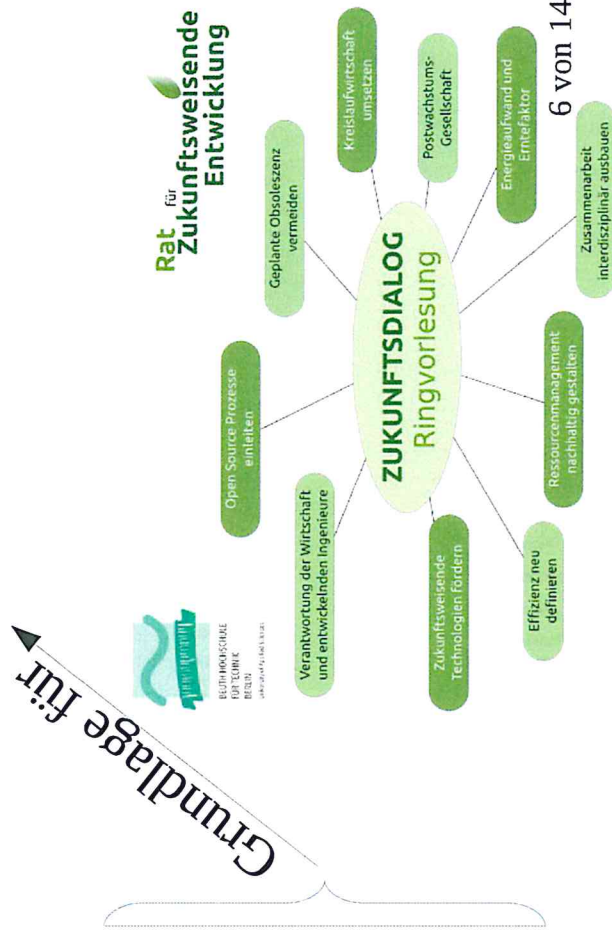 Grundlage für
BEUTH HOCHSCHULE
FÜR TECHNIK
BERLIN
Rat
für
Zukunftsweisende
Entwicklung
Open Source Prozesse
einleiten
Geplante Obsoleszenz
vermeiden
Kreislaufwirtschaft
umsetzen
Verantwortung der Wirtschaft
und entwickelnden Ingenieure
ZUKUNFTSDIALOG
Ringvorlesung
Postwachstums-
Gesellschaft
Zukunftsweisende
Technologien fördern
Energieaufwand und
Erntefaktor
Effizienz neu
definieren
Ressourcenmanagement
nachhaltig gestalten
Zusammenarbeit
interdisziplinär ausbauen
6 von 14